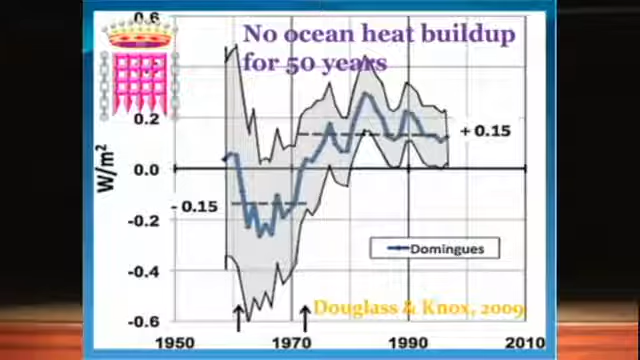 0.6
No ocean heat buildup
for 50 years
0.2
+ 0.15
W/m²
0.0
- 0.15
-0.2
Domingues
-0.4
Douglass & Knox, 2009
-0.6
1950
1970
1990
2010